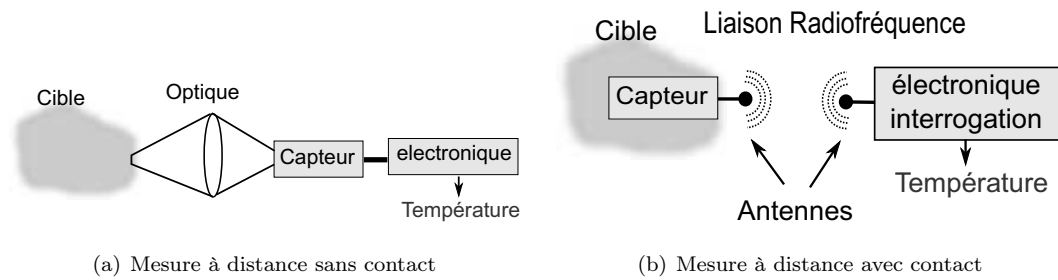 Cible
Optique
Capteur
electronique
Température
(a) Mesure à distance sans contact
Liaison Radiofréquence
Cible
Capteur
électronique
interrogation
Température
Antennes
(b) Mesure à distance avec contact